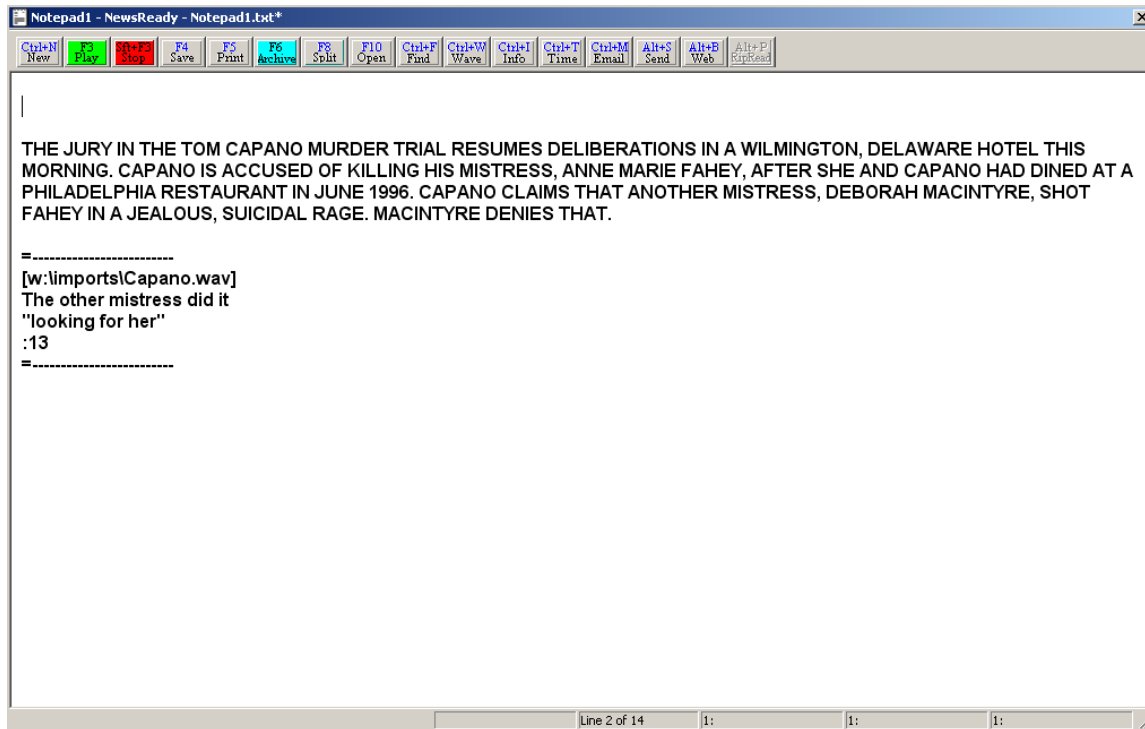 Notepad1 - NewsReady - Notepad1.txt*
Ctrl+N F3 Sft+F3 F4 F5 F6 F8 F10 Ctrl+F Ctrl+W Ctrl+I Ctrl+T Ctrl+M Alt+S Alt+B Alt+P
New Play Stop Save Print Archive Split Open Find Wave Info Time Email Send Web RipRead
THE JURY IN THE TOM CAPANO MURDER TRIAL RESUMES DELIBERATIONS IN A WILMINGTON, DELAWARE HOTEL THIS
MORNING. CAPANO IS ACCUSED OF KILLING HIS MISTRESS, ANNE MARIE FAHEY, AFTER SHE AND CAPANO HAD DINED AT A
PHILADELPHIA RESTAURANT IN JUNE 1996. CAPANO CLAIMS THAT ANOTHER MISTRESS, DEBORAH MACINTYRE, SHOT
FAHEY IN A JEALOUS, SUICIDAL RAGE. MACINTYRE DENIES THAT.
=-------------------------
[w:\imports\Capano.wav]
The other mistress did it
"looking for her"
:13
=-------------------------
Line 2 of 14 1: 1: 1: